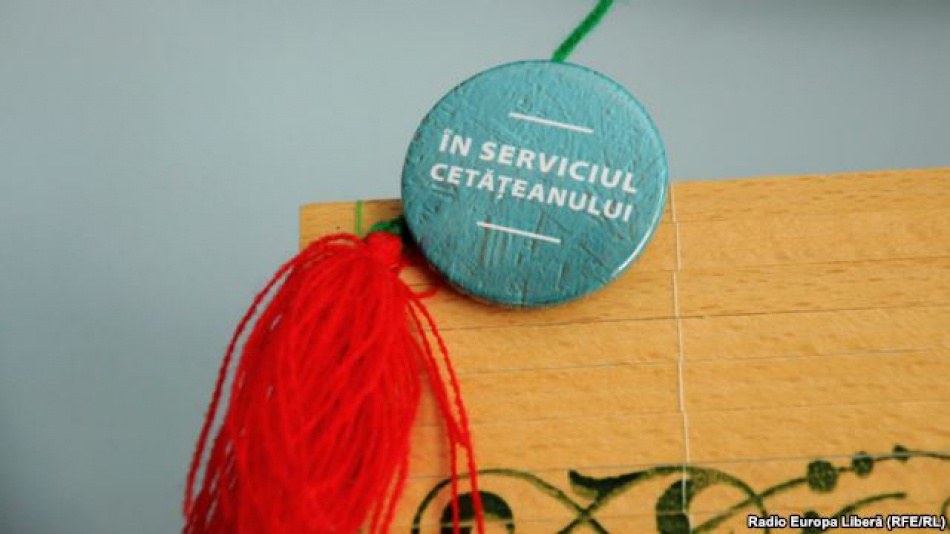 ÎN SERVICIUL
CETĂȚEANULUI
Radio Europa Liberă (RFE/RL)